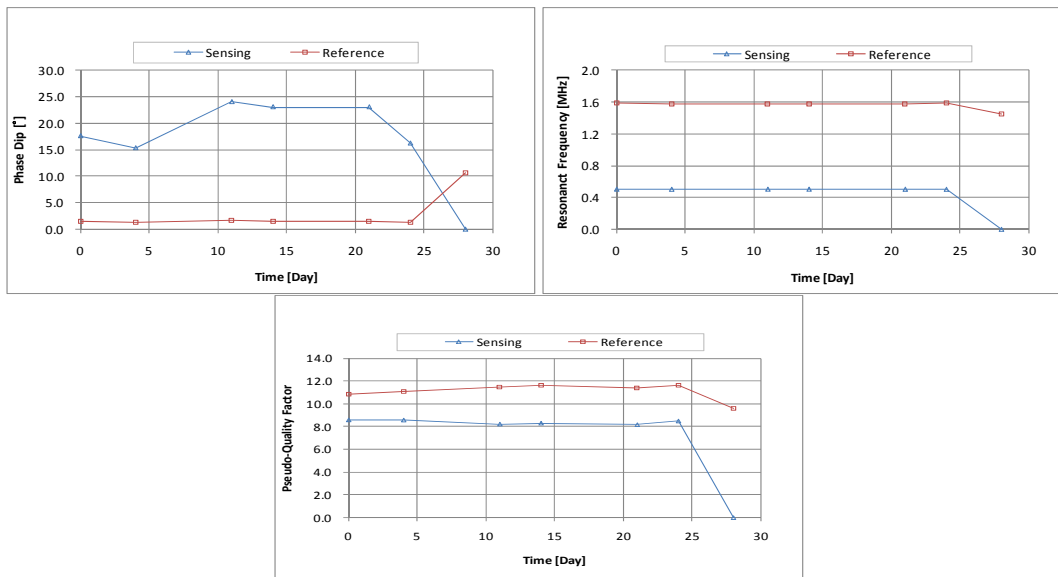 Sensing Reference
30.0
25.0
20.0
15.0
10.0
5.0
0.0
Phase Dip [°]
0 5 10 15 20 25 30
Time [Day]
Sensing Reference
2.0
1.6
1.2
0.8
0.4
0.0
Resonanct Frequency [MHz]
0 5 10 15 20 25 30
Time [Day]
Sensing Reference
14.0
12.0
10.0
8.0
6.0
4.0
2.0
0.0
Pseudo-Quality Factor
0 5 10 15 20 25 30
Time [Day]